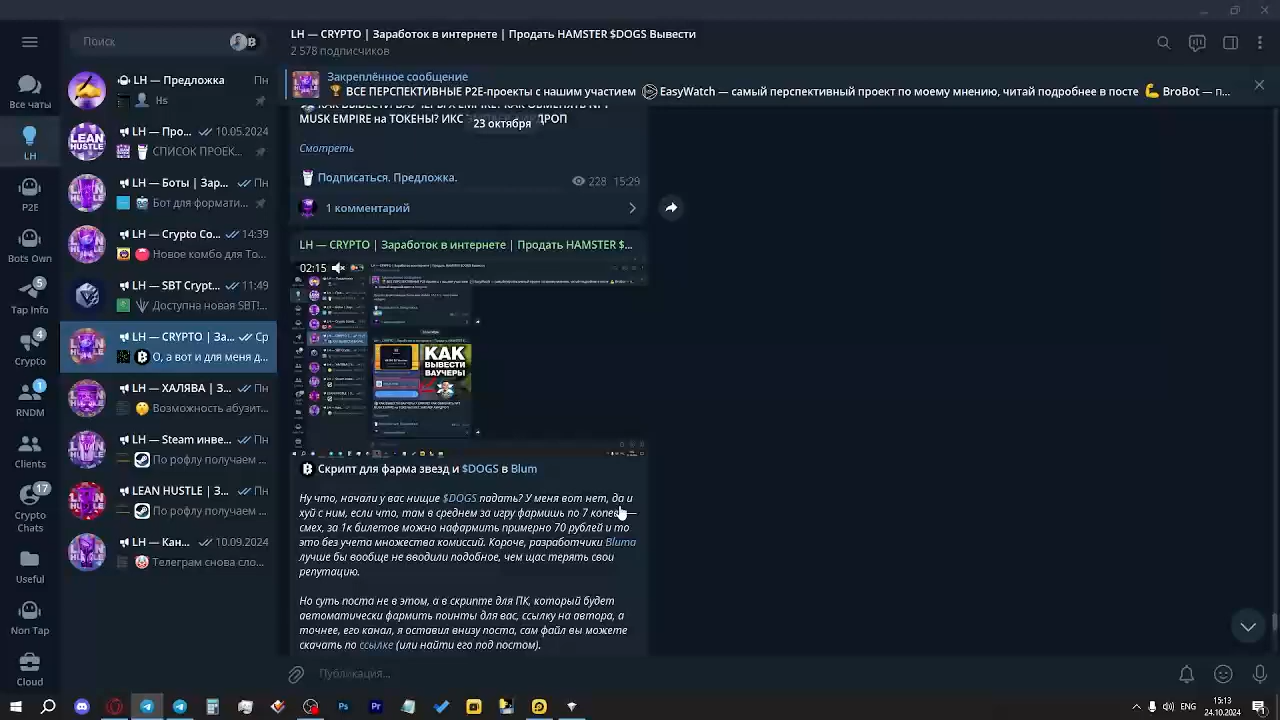 LH — CRYPTO | Заработок в интернете | Продать HAMSTER $DOGS Вывести
2 578 подписчиков
Поиск
Закреплённое сообщение
🏆 ВСЕ ПЕРСПЕКТИВНЫЕ P2E-проекты с нашим участием EasyWatch — самый перспективный проект по моему мнению, читай подробнее в посте 💪 BroBot — п...
Все чаты
LH
P2E
Bots Own
5
Tap Info
4
Crypto
1
RNDM
Clients
17
Crypto
Chats
Useful
Non Tap
Cloud
LH — Предложка Пн
Hs
LH — Про... 10.05.2024
СПИСОК ПРОЕК...
LH — Боты | Зар... Пн
Бот для формати...
LH — Crypto Co... 14:39
Новое комбо для То...
LH — SBT Crypt... 11:49
Доступна новая SBT!...
LH — CRYPTO | За... Ср
О, а вот и для меня д...
LH — ХАЛЯВА | З... Пн
Возможность абузит...
LH — Steam инве... Пн
По рофлу получаем ...
LEAN HUSTLE | З... Пн
По рофлу получаем ...
LH — Кан... 10.09.2024
Телеграм снова сло...
23 октября
MUSK EMPIRE на ТОКЕНЫ?
Смотреть
Подписаться. Предложка.
228 15:29
1 комментарий
LH — CRYPTO | Заработок в интернете | Продать HAMSTER $...
02:15
КАК
ВЫВЕСТИ
ВАУЧЕРЫ
Скрипт для фарма звезд и $DOGS в Blum
Ну что, начали у вас нищие $DOGS падать? У меня вот нет, да и
хуй с ним, если что, там в среднем за игру фармишь по 7 копеек —
смех, за 1к билетов можно нафармить примерно 70 рублей и то
это без учета множества комиссий. Короче, разработчики Bluma
лучше бы вообще не вводили подобное, чем щас терять свои
репутацию.
Но суть поста не в этом, а в скрипте для ПК, который будет
автоматически фармить поинты для вас, ссылку на автора, а
точнее, его канал, я оставил внизу поста, сам файл вы можете
скачать по ссылке (или найти его под постом).
Публикация...
ENG
15:13
24.10.2024